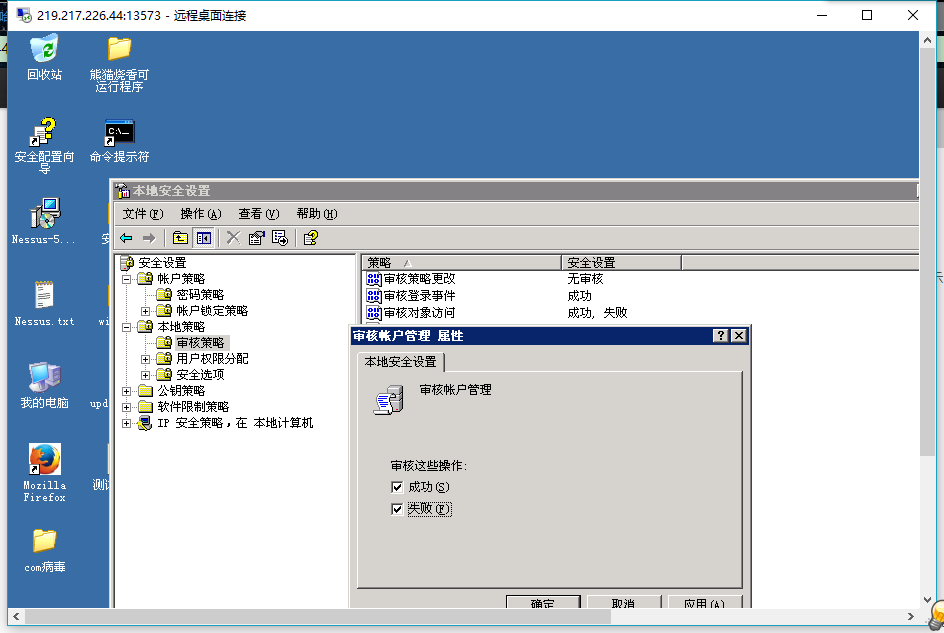 219.217.226.44:13573 - 远程桌面连接
回收站
熊猫烧香可
运行程序
安全配置向
导
命令提示符
Nessus-5...
Nessus.txt
我的电脑
upd
Mozilla
Firefox
测试
com病毒
本地安全设置
文件(F) 操作(A) 查看(V) 帮助(H)
安全设置
帐户策略
密码策略
帐户锁定策略
本地策略
审核策略
用户权限分配
安全选项
公钥策略
软件限制策略
IP 安全策略，在 本地计算机
策略 安全设置
审核策略更改 无审核
审核登录事件 成功
审核对象访问 成功, 失败
审核帐户管理 属性
本地安全设置
审核帐户管理
审核这些操作:
成功(S)
失败(F)
确定 取消 应用(A)